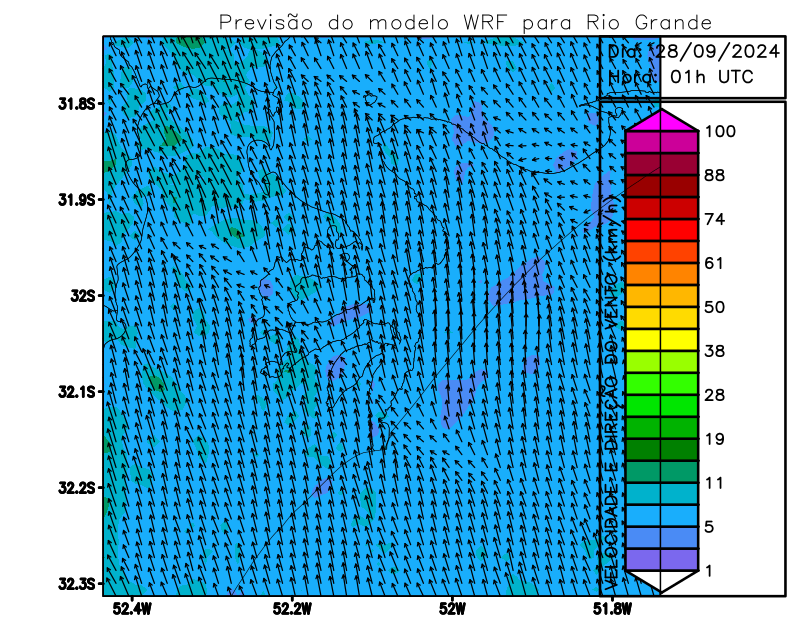 Previsão do modelo WRF para Rio Grande
Dia: 28/09/2024
Hora: 01h UTC
31.8S
31.9S
32S
32.1S
32.2S
32.3S
52.4W
52.2W
52W
51.8W
VELOCIDADE E DIREÇÃO DO VENTO (km/h)
100
88
74
61
50
38
28
19
11
5
1